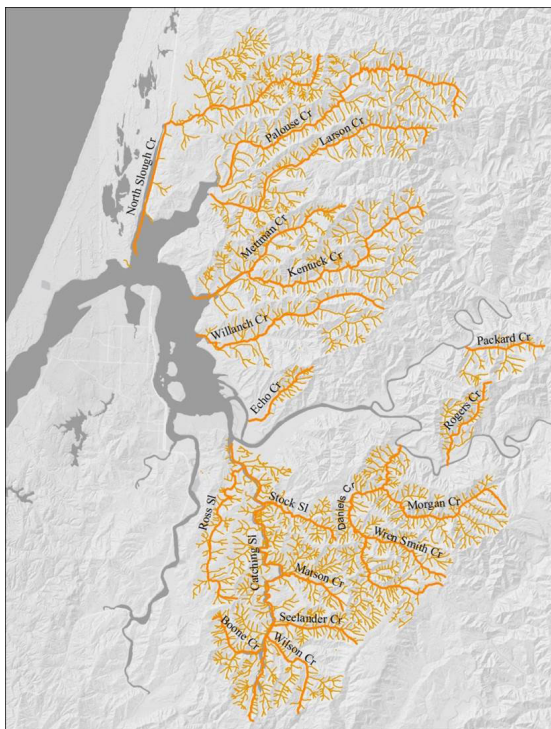 Palouse Cr
Larson Cr
North Slough Cr
Mettman Cr
Kentuck Cr
Willanch Cr
Packard Cr
Echo Cr
Rogers Cr
Stock Sl
Daniels Cr
Morgan Cr
Ross Sl
Wren Smith Cr
Catching Sl
Matson Cr
Seelander Cr
Boone Cr
Wilson Cr